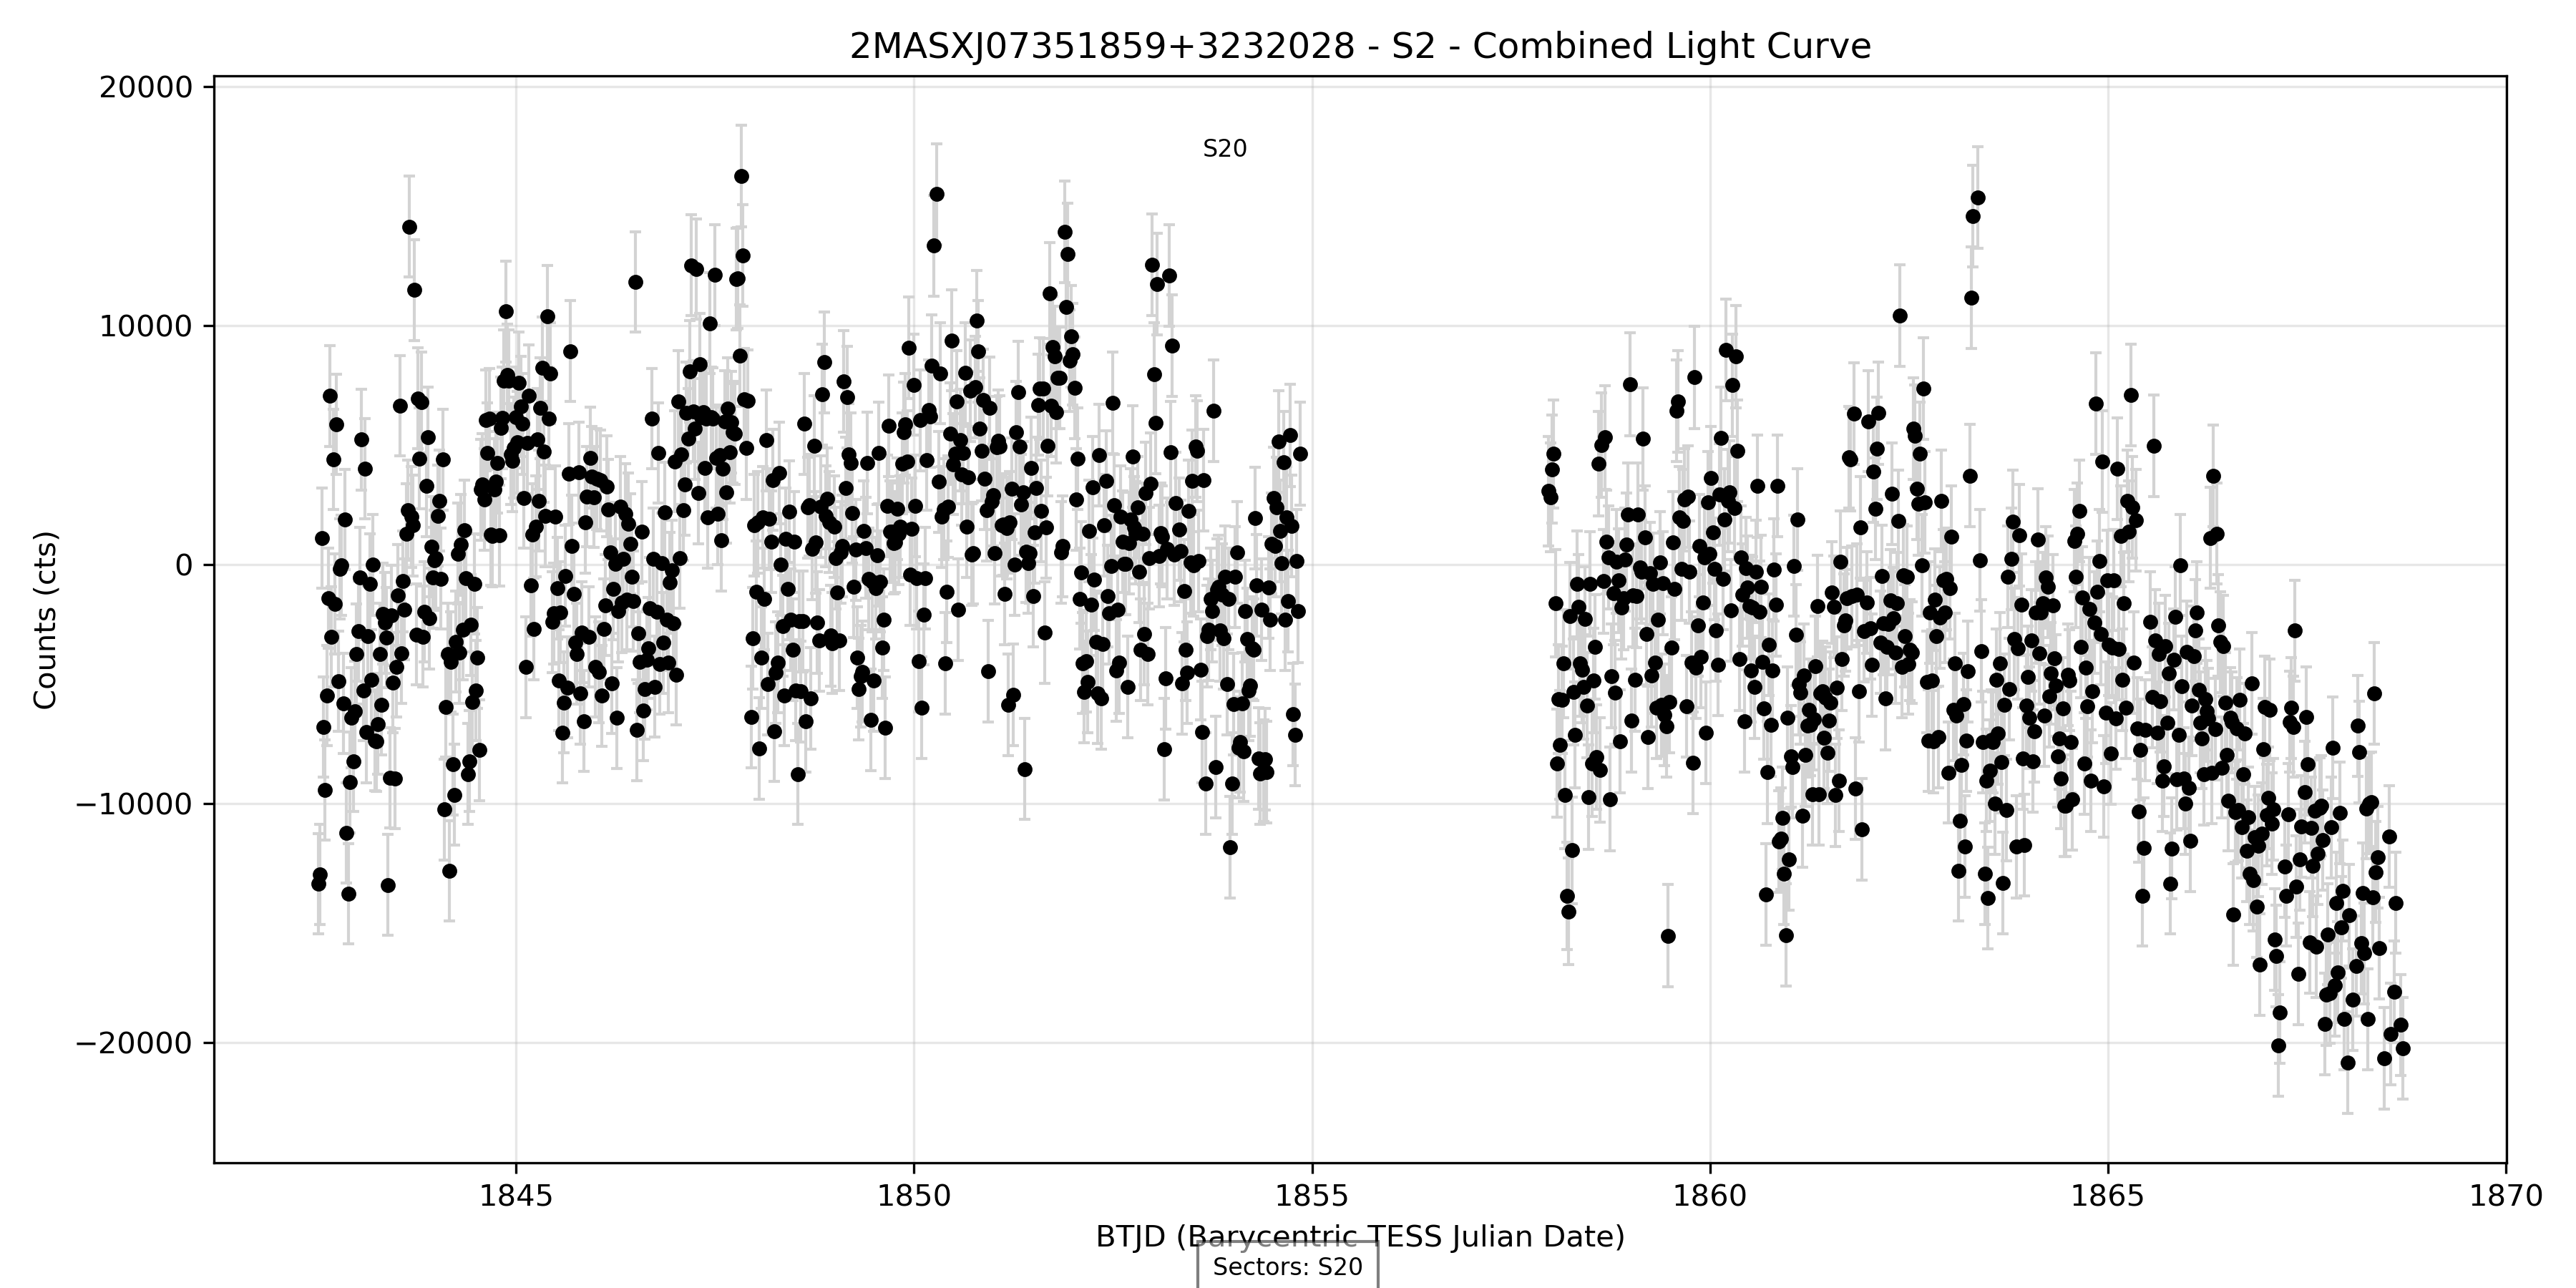 2MASXJ07351859+3232028 - S2 - Combined Light Curve
20000
10000
0
−10000
−20000
Counts (cts)
S20
1845
1850
1855
1860
1865
1870
BTJD (Barycentric TESS Julian Date)
Sectors: S20